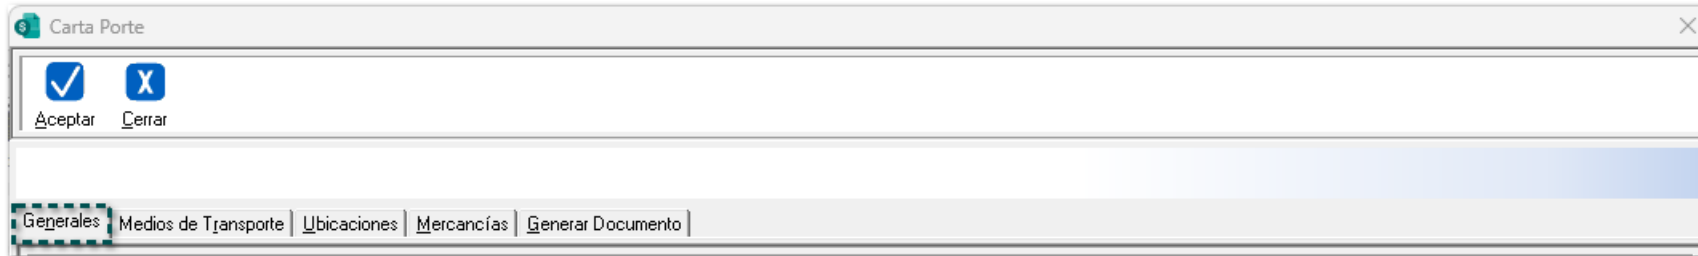 Carta Porte
Aceptar Cerrar
Generales Medios de Transporte Ubicaciones Mercancías Generar Documento